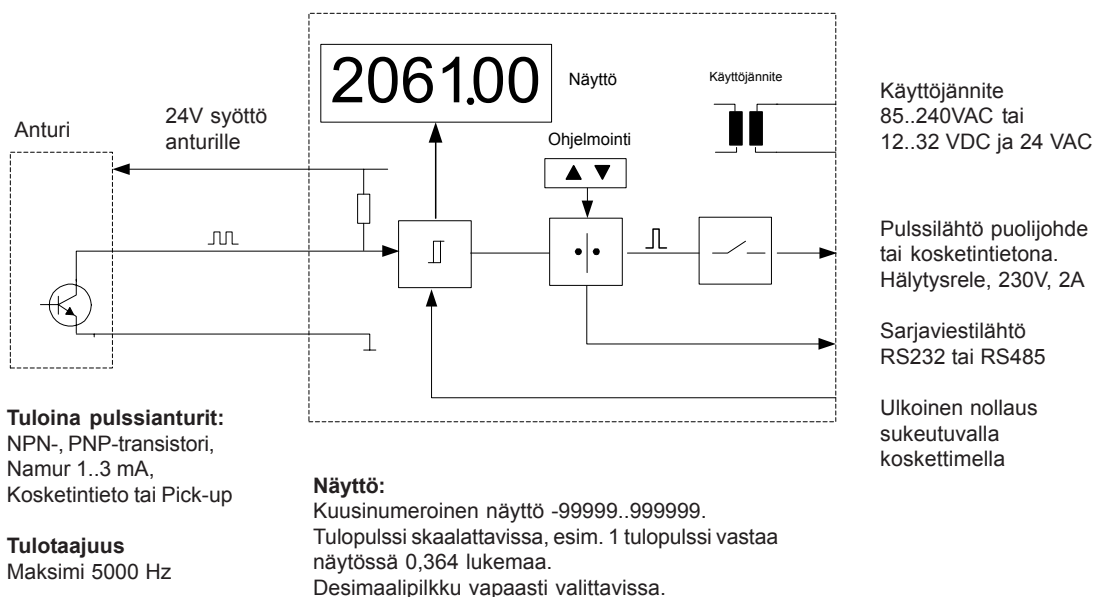 2061.00
Näyttö
Käyttöjännite
Anturi
24V syöttö
anturille
Ohjelmointi
Käyttöjännite
85..240VAC tai
12..32 VDC ja 24 VAC
Pulssilähtö puolijohde
tai kosketintietona.
Hälytysrele, 230V, 2A
Sarjaviestilähtö
RS232 tai RS485
Ulkoinen nollaus
sukeutuvalla
koskettimella
Tuloina pulssianturit:
NPN-, PNP-transistori,
Namur 1..3 mA,
Kosketintieto tai Pick-up
Tulotaajuus
Maksimi 5000 Hz
Näyttö:
Kuusinumeroinen näyttö -99999..999999.
Tulopulssi skaalattavissa, esim. 1 tulopulssi vastaa
näytössä 0,364 lukemaa.
Desimaalipilkku vapaasti valittavissa.